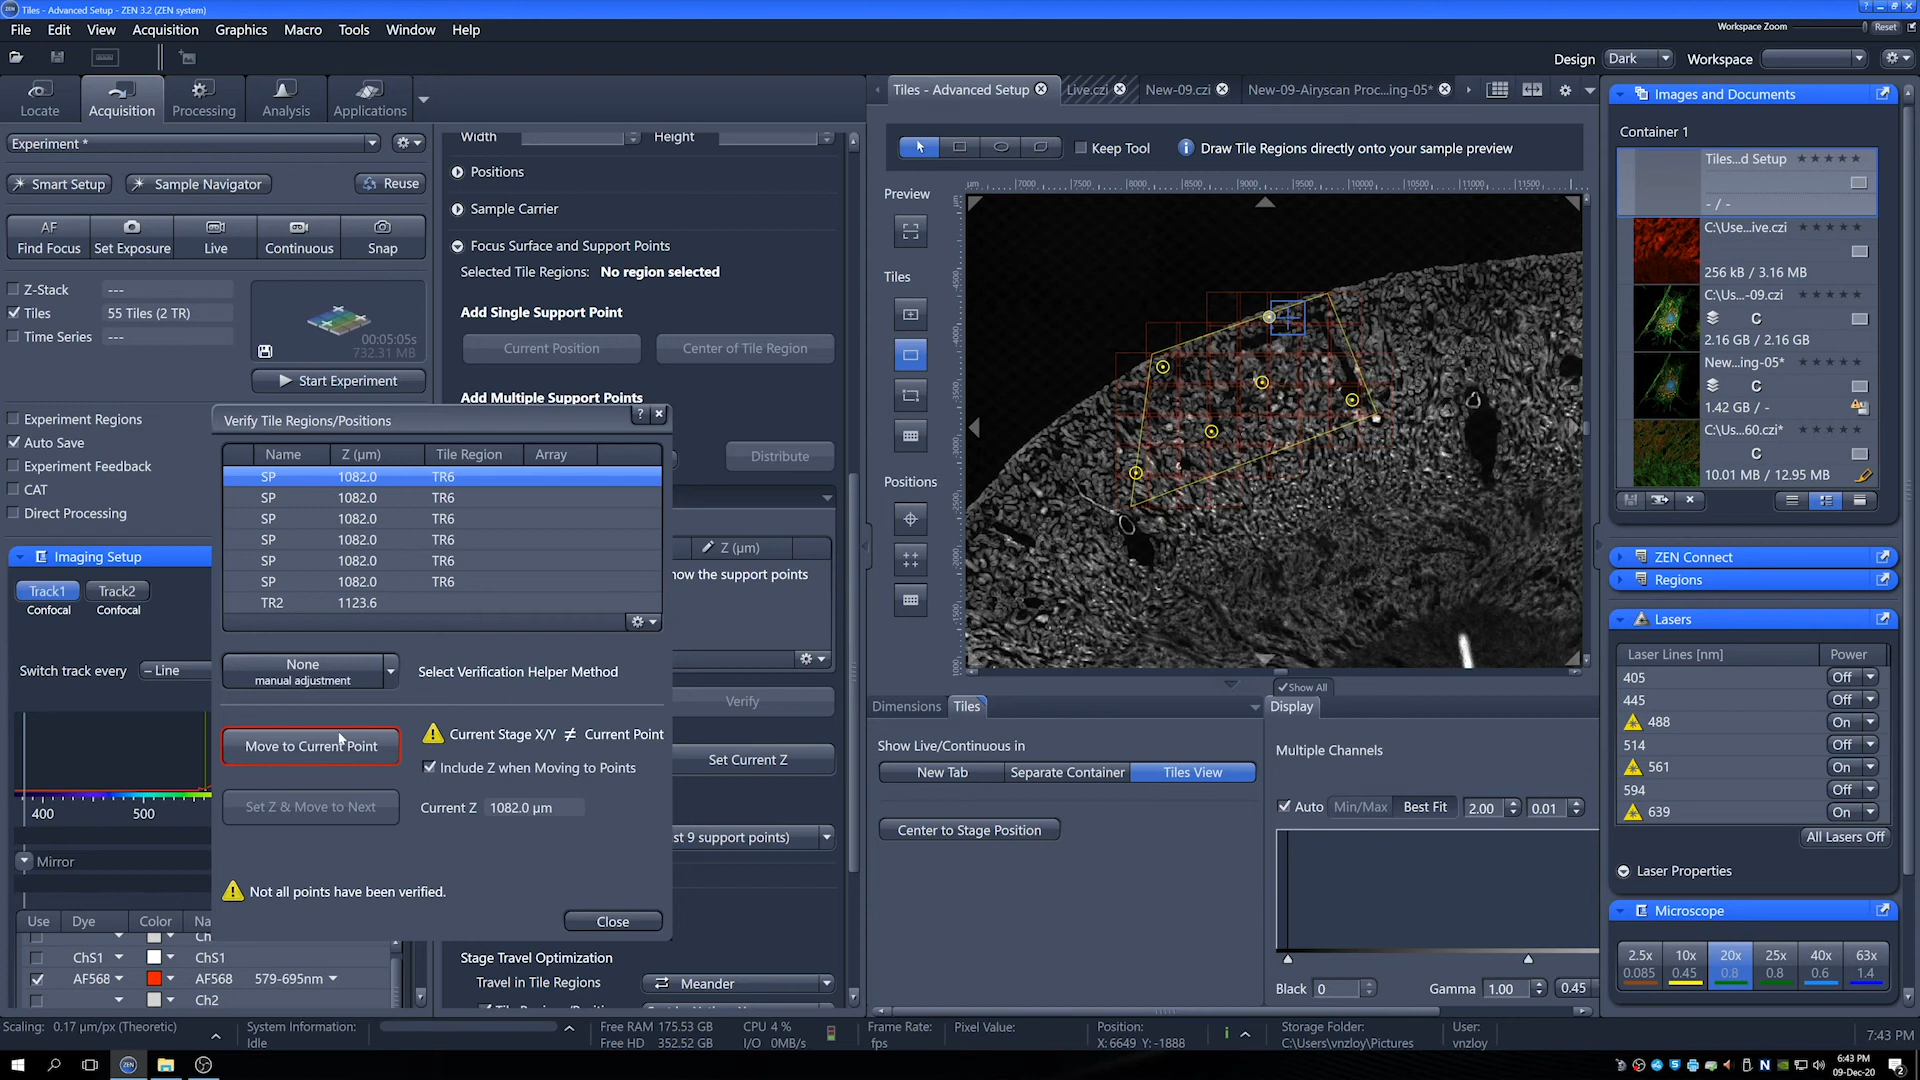 Tiles - Advanced Setup - ZEN 3.2 (ZEN system)
File Edit View Acquisition Graphics Macro Tools Window Help
Workspace Zoom Reset
Design Dark Workspace
Locate Acquisition Processing Analysis Applications
Experiment *
Smart Setup Sample Navigator Reuse
AF
Find Focus Set Exposure Live Continuous Snap
Z-Stack ---
Tiles 55 Tiles (2 TR)
Time Series ---
00:05:05s
732.31 MB
Start Experiment
Experiment Regions
Auto Save
Experiment Feedback
CAT
Direct Processing
Imaging Setup
Track1 Track2
Confocal Confocal
Switch track every – Line
400 500
Mirror
Use Dye Color Na
Ch
ChS1 ChS1
AF568 AF568 579-695nm
Ch2
Width Height
Positions
Sample Carrier
Focus Surface and Support Points
Selected Tile Regions: No region selected
Add Single Support Point
Current Position Center of Tile Region
Add Multiple Support Points
Distribute
Z (µm)
how the support points
Verify
Set Current Z
st 9 support points)
Stage Travel Optimization
Travel in Tile Regions Meander
Verify Tile Regions/Positions
Name Z (µm) Tile Region Array
SP 1082.0 TR6
SP 1082.0 TR6
SP 1082.0 TR6
SP 1082.0 TR6
SP 1082.0 TR6
SP 1082.0 TR6
TR2 1123.6
None
manual adjustment
Select Verification Helper Method
Move to Current Point
Current Stage X/Y ≠ Current Point
Include Z when Moving to Points
Set Z & Move to Next
Current Z 1082.0 µm
Not all points have been verified.
Close
Tiles - Advanced Setup Live.czi New-09.czi New-09-Airyscan Proc...ing-05*
Keep Tool Draw Tile Regions directly onto your sample preview
Preview
Tiles
Positions
µm 7000 7500 8000 8500 9000 9500 10000 10500 11000 11500
Show All
Dimensions Tiles Display
Show Live/Continuous in
New Tab Separate Container Tiles View
Center to Stage Position
Multiple Channels
Auto Min/Max Best Fit 2.00 0.01
Black 0 Gamma 1.00 0.45
Images and Documents
Container 1
Tiles...d Setup
- / -
C:\Use...ive.czi
256 kB / 3.16 MB
C:\Us...-09.czi
C
2.16 GB / 2.16 GB
New...ing-05*
C
1.42 GB / -
C:\Us...60.czi*
C
10.01 MB / 12.95 MB
ZEN Connect
Regions
Lasers
Laser Lines [nm] Power
405 Off
445 Off
488 On
514 Off
561 On
594 Off
639 On
All Lasers Off
Laser Properties
Microscope
2.5x 10x 20x 25x 40x 63x
0.085 0.45 0.8 0.8 0.6 1.4
Scaling: 0.17 µm/px (Theoretic) System Information: Free RAM 175.53 GB CPU 4 % Frame Rate: Pixel Value: Position: Storage Folder: User:
Idle Free HD 352.52 GB I/O 0MB/s fps X: 6649 Y: -1888 C:\Users\vnzloy\Pictures vnzloy
7:43 PM
6:43 PM
09-Dec-20